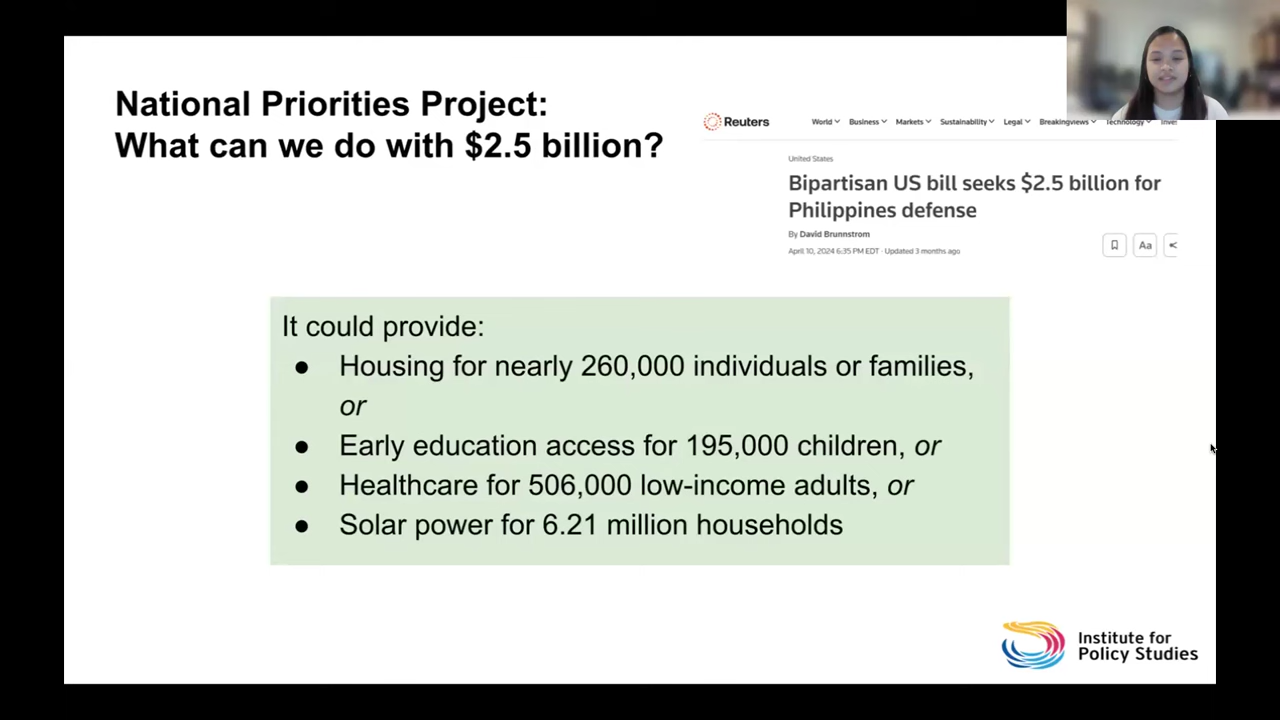 National Priorities Project:
What can we do with $2.5 billion?
Reuters
World Business Markets Sustainability Legal Breakingviews Technology
United States
Bipartisan US bill seeks $2.5 billion for
Philippines defense
By David Brunnstrom
April 10, 2024 6:35 PM EDT · Updated 3 months ago
Aa
It could provide:
● Housing for nearly 260,000 individuals or families,
or
● Early education access for 195,000 children, or
● Healthcare for 506,000 low-income adults, or
● Solar power for 6.21 million households
Institute for
Policy Studies